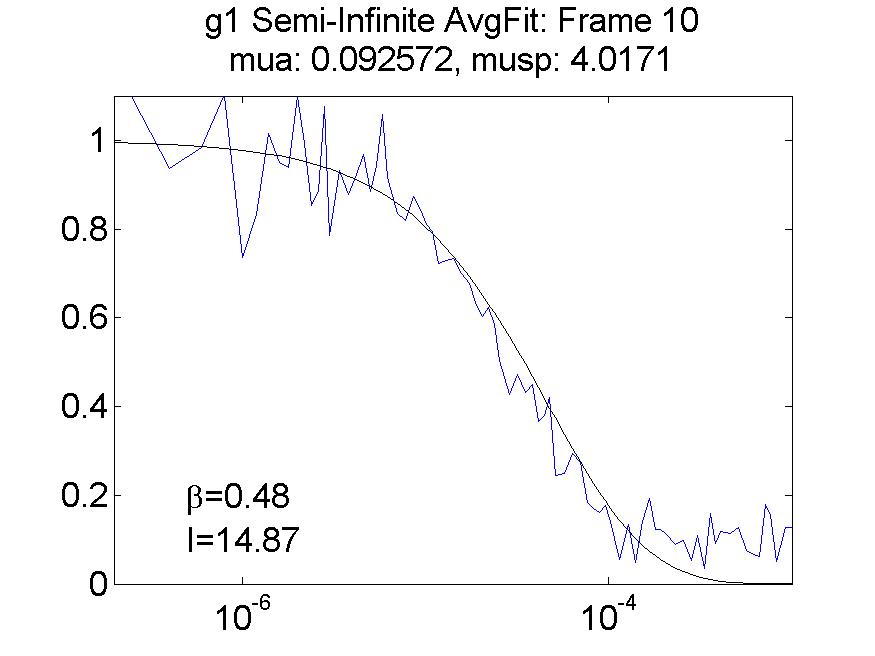 g1 Semi-Infinite AvgFit: Frame 10
mua: 0.092572, musp: 4.0171
1
0.8
0.6
0.4
0.2
0
β=0.48
I=14.87
10^-6
10^-4